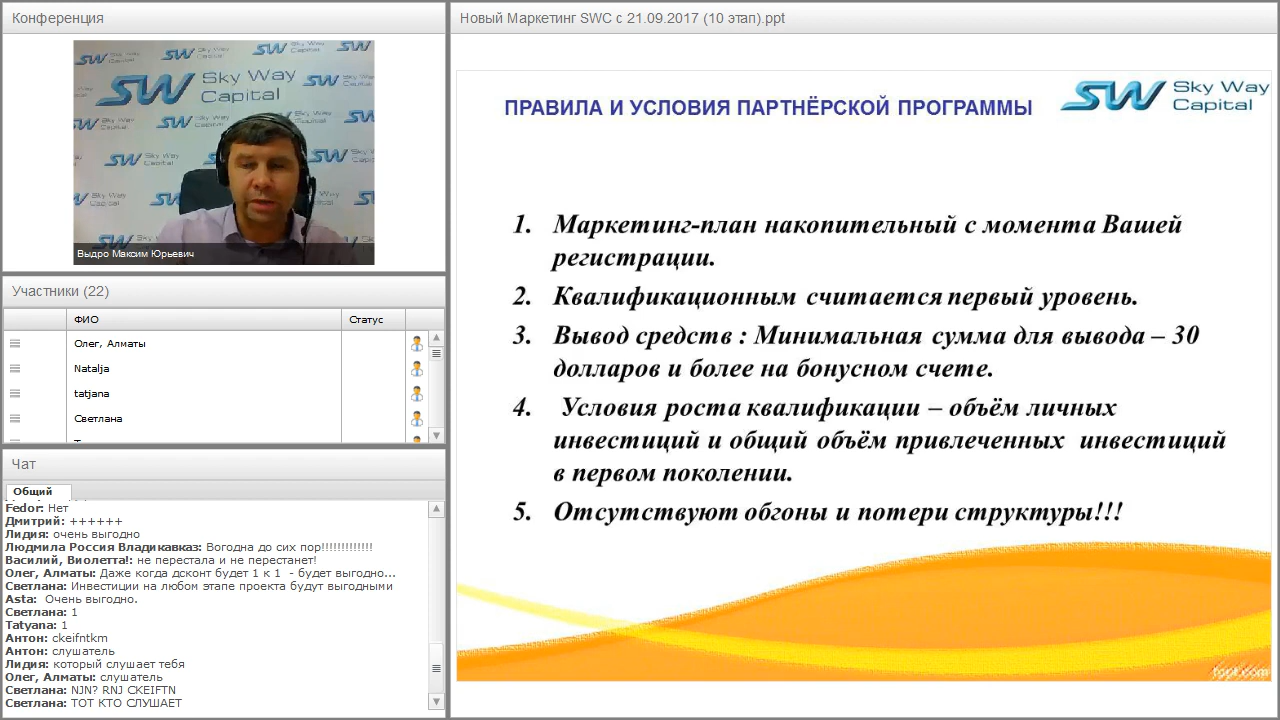 Конференция
SW Sky Way Capital
Выдро Максим Юрьевич
Участники (22)
ФИО Статус
Олег, Алматы
Natalja
tatjana
Светлана
Чат
Общий
Fedor: Нет
Дмитрий: ++++++
Лидия: очень выгодно
Людмила Россия Владикавказ: Вогодна до сих пор!!!!!!!!!!!!!
Василий, Виолетта!: не перестала и не перестанет!
Олег, Алматы: Даже когда дсконт будет 1 к 1 - будет выгодно...
Светлана: Инвестиции на любом этапе проекта будут выгодными
Asta: Очень выгодно.
Светлана: 1
Tatyana: 1
Антон: ckeifntkm
Антон: слушатель
Лидия: который слушает тебя
Олег, Алматы: слушатель
Светлана: NJN? RNJ CKEIFTN
Светлана: ТОТ КТО СЛУШАЕТ
Новый Маркетинг SWC с 21.09.2017 (10 этап).ppt
ПРАВИЛА И УСЛОВИЯ ПАРТНЁРСКОЙ ПРОГРАММЫ
SW Sky Way
Capital
1. Маркетинг-план накопительный с момента Вашей
регистрации.
2. Квалификационным считается первый уровень.
3. Вывод средств : Минимальная сумма для вывода – 30
долларов и более на бонусном счете.
4. Условия роста квалификации – объём личных
инвестиций и общий объём привлеченных инвестиций
в первом поколении.
5. Отсутствуют обгоны и потери структуры!!!
fppt.com